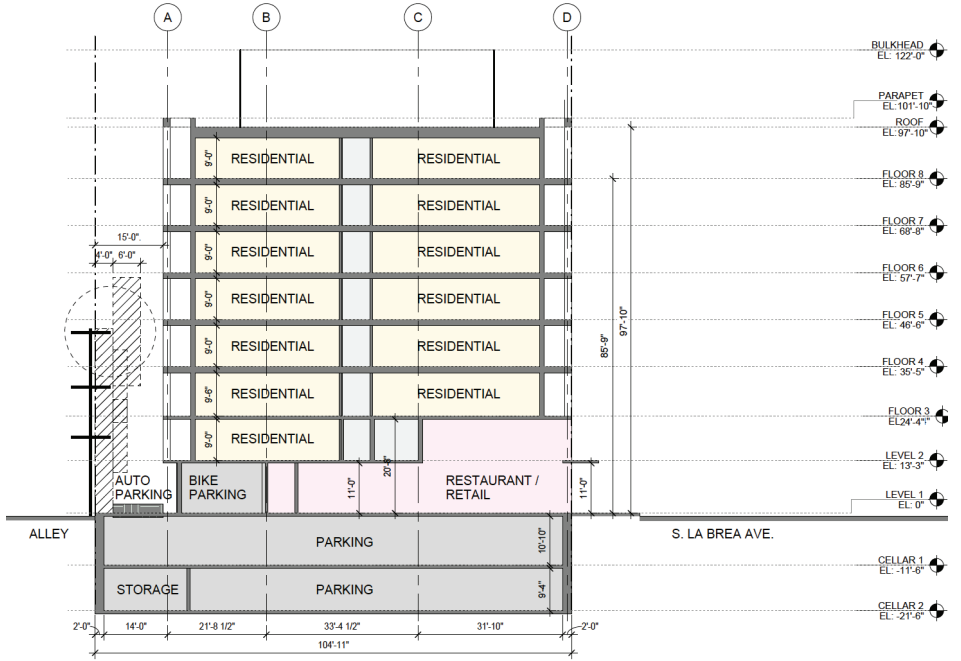 A B C D
BULKHEAD
EL: 122'-0"
PARAPET
EL:101'-10"
ROOF
EL: 97'-10"
RESIDENTIAL RESIDENTIAL
9'-0"
FLOOR 8
EL: 85'-9"
RESIDENTIAL RESIDENTIAL
9'-0"
FLOOR 7
EL: 68'-8"
15'-0"
RESIDENTIAL RESIDENTIAL
9'-0"
4'-0" 6'-0"
FLOOR 6
EL: 57'-7"
RESIDENTIAL RESIDENTIAL
9'-0"
85'-9"
97'-10"
FLOOR 5
EL: 46'-6"
RESIDENTIAL RESIDENTIAL
9'-0"
FLOOR 4
EL: 35'-5"
RESIDENTIAL RESIDENTIAL
9'-6"
FLOOR 3
EL24'-4";"
RESIDENTIAL
9'-0"
20'-8"
LEVEL 2
EL: 13'-3"
AUTO
PARKING
BIKE
PARKING
11'-0"
RESTAURANT /
RETAIL
11'-0"
LEVEL 1
EL: 0"
ALLEY
S. LA BREA AVE.
PARKING
10'-10"
CELLAR 1
EL: -11'-6"
STORAGE PARKING
9'-4"
CELLAR 2
EL: -21'-6"
2'-0" 14'-0" 21'-8 1/2" 33'-4 1/2" 31'-10" 2'-0"
104'-11"